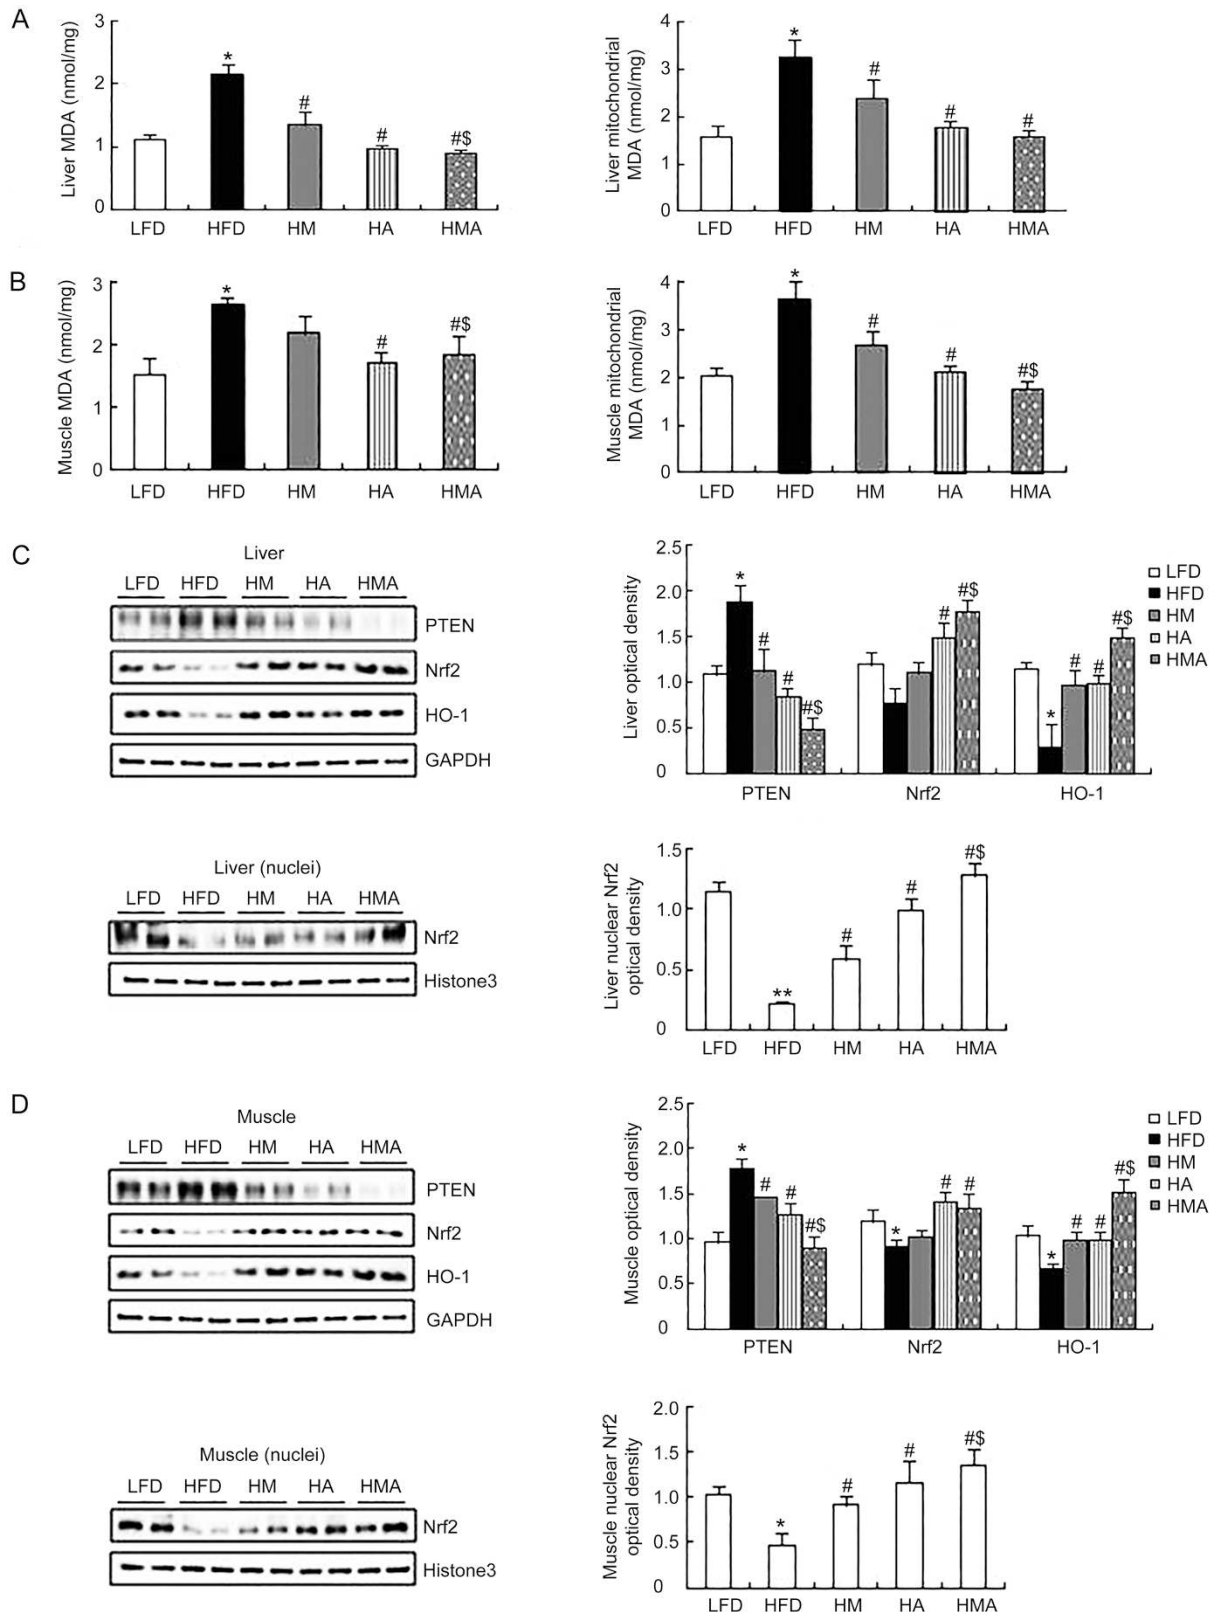 A
Liver MDA (nmol/mg)
3
2
1
0
*
#
#
#$
LFD HFD HM HA HMA
Liver mitochondrial
MDA (nmol/mg)
4
3
2
1
0
*
#
#
#
LFD HFD HM HA HMA
B
Muscle MDA (nmol/mg)
3
2
1
0
*
#
#$
LFD HFD HM HA HMA
Muscle mitochondrial
MDA (nmol/mg)
4
3
2
1
0
*
#
#
#$
LFD HFD HM HA HMA
C
Liver
LFD HFD HM HA HMA
PTEN
Nrf2
HO-1
GAPDH
Liver optical density
2.5
2.0
1.5
1.0
0.5
0
*
#
#
#$
#
#$
*
#
#
#$
PTEN Nrf2 HO-1
LFD
HFD
HM
HA
HMA
Liver (nuclei)
LFD HFD HM HA HMA
Nrf2
Histone3
Liver nuclear Nrf2
optical density
1.5
1.0
0.5
0
**
#
#
#$
LFD HFD HM HA HMA
D
Muscle
LFD HFD HM HA HMA
PTEN
Nrf2
HO-1
GAPDH
Muscle optical density
2.5
2.0
1.5
1.0
0.5
0
*
#
#
#$
*
#
#
*
#
#
#$
PTEN Nrf2 HO-1
LFD
HFD
HM
HA
HMA
Muscle (nuclei)
LFD HFD HM HA HMA
Nrf2
Histone3
Muscle nuclear Nrf2
optical density
2.0
1.5
1.0
0.5
0
*
#
#
#$
LFD HFD HM HA HMA